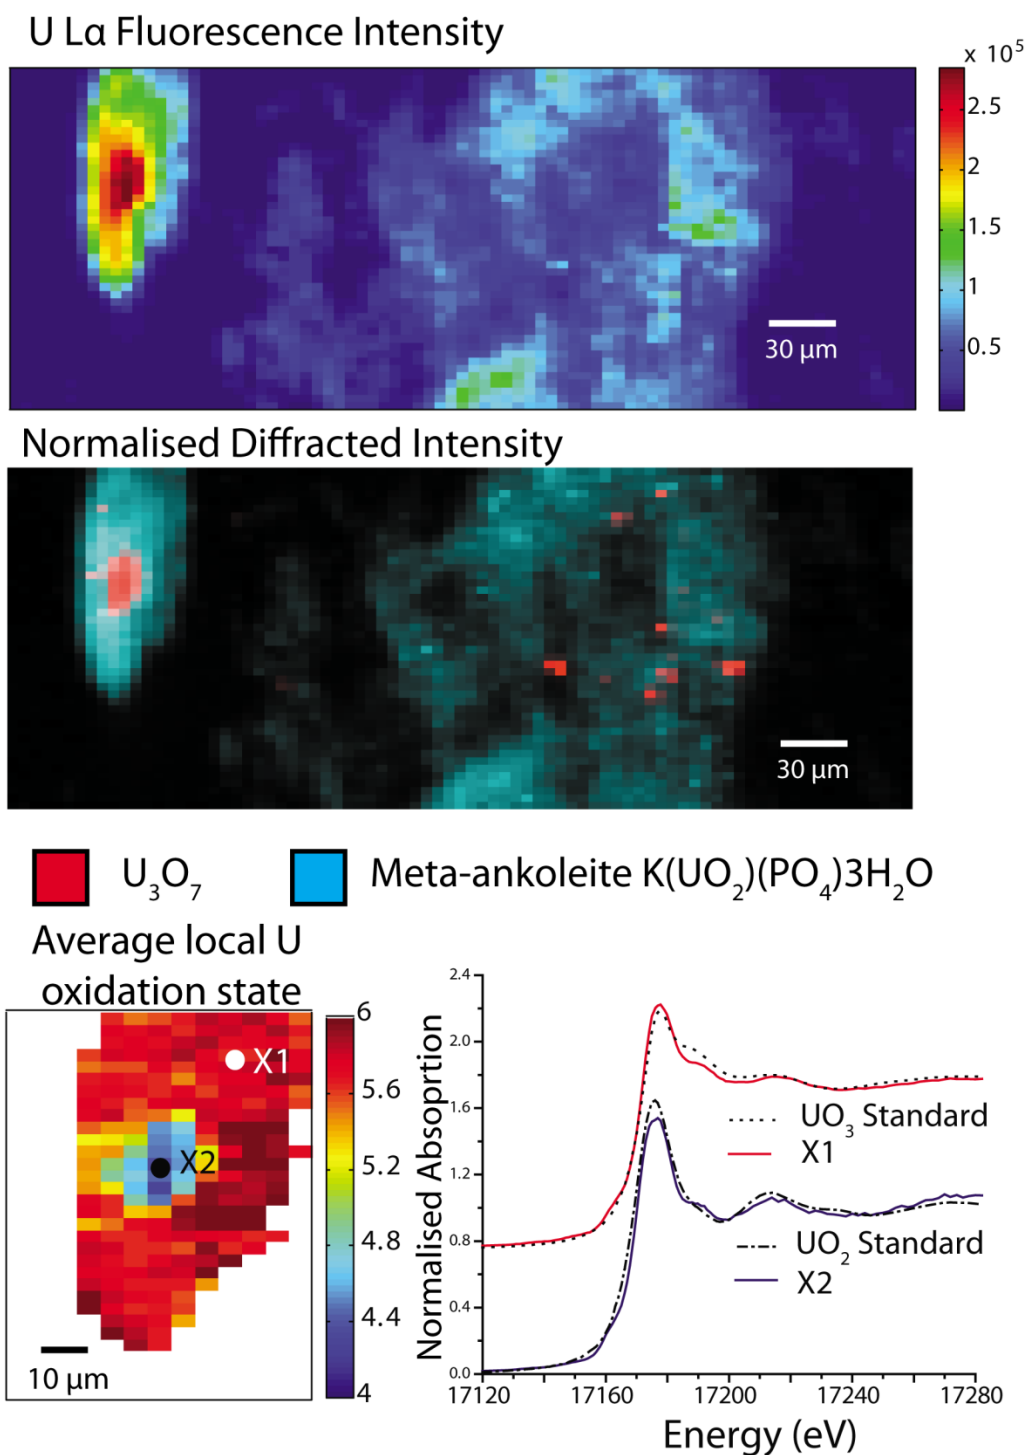 U Lα Fluorescence Intensity
x 10⁵
2.5
2
1.5
1
0.5
30 µm
Normalised Diffracted Intensity
30 µm
U₃O₇
Meta-ankoleite K(UO₂)(PO₄)3H₂O
Average local U
oxidation state
6
5.6
5.2
4.8
4.4
4
X1
X2
10 µm
Normalised Absoprtion
2.4
2.0
1.6
1.2
0.8
0.4
0.0
UO₃ Standard
X1
UO₂ Standard
X2
17120 17160 17200 17240 17280
Energy (eV)